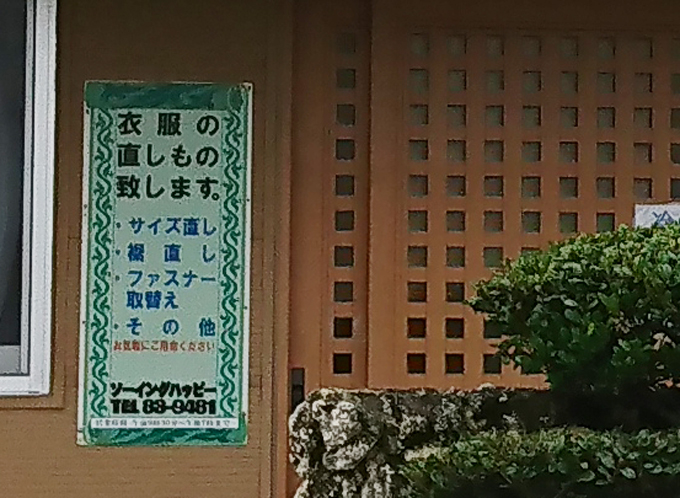 衣服の
直しもの
致します。
・サイズ直し
・裾直し
・ファスナー
取替え
・その他
お気軽にご用命ください
ソーイングハッピー
TEL 83-9481